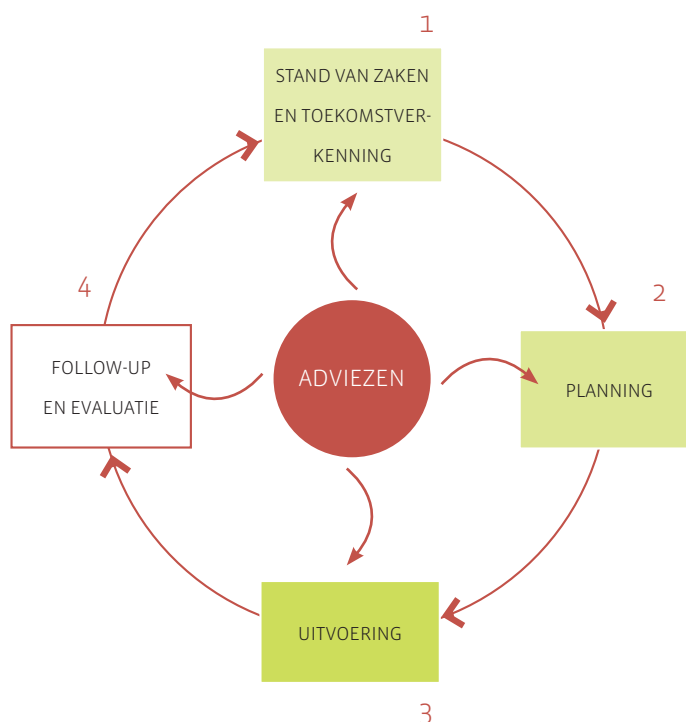 1
STAND VAN ZAKEN
EN TOEKOMSTVER-
KENNING
2
PLANNING
3
UITVOERING
4
FOLLOW-UP
EN EVALUATIE
ADVIEZEN